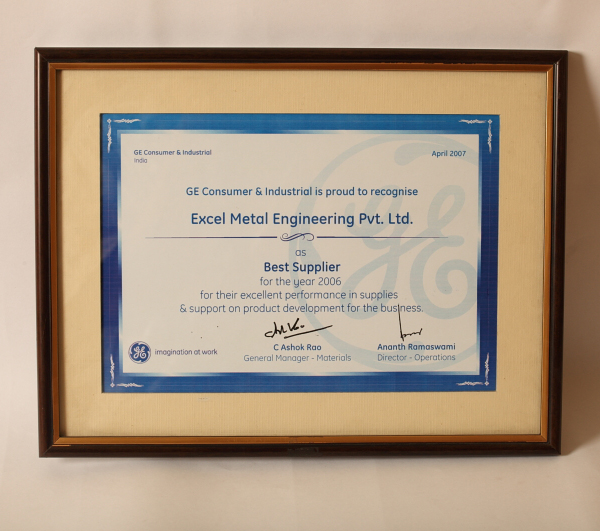 GE Consumer & Industrial
India
April 2007
GE Consumer & Industrial is proud to recognise
Excel Metal Engineering Pvt. Ltd.
as
Best Supplier
for the year 2006
for their excellent performance in supplies
& support on product development for the business.
GE imagination at work
C Ashok Rao
General Manager - Materials
Ananth Ramaswami
Director - Operations